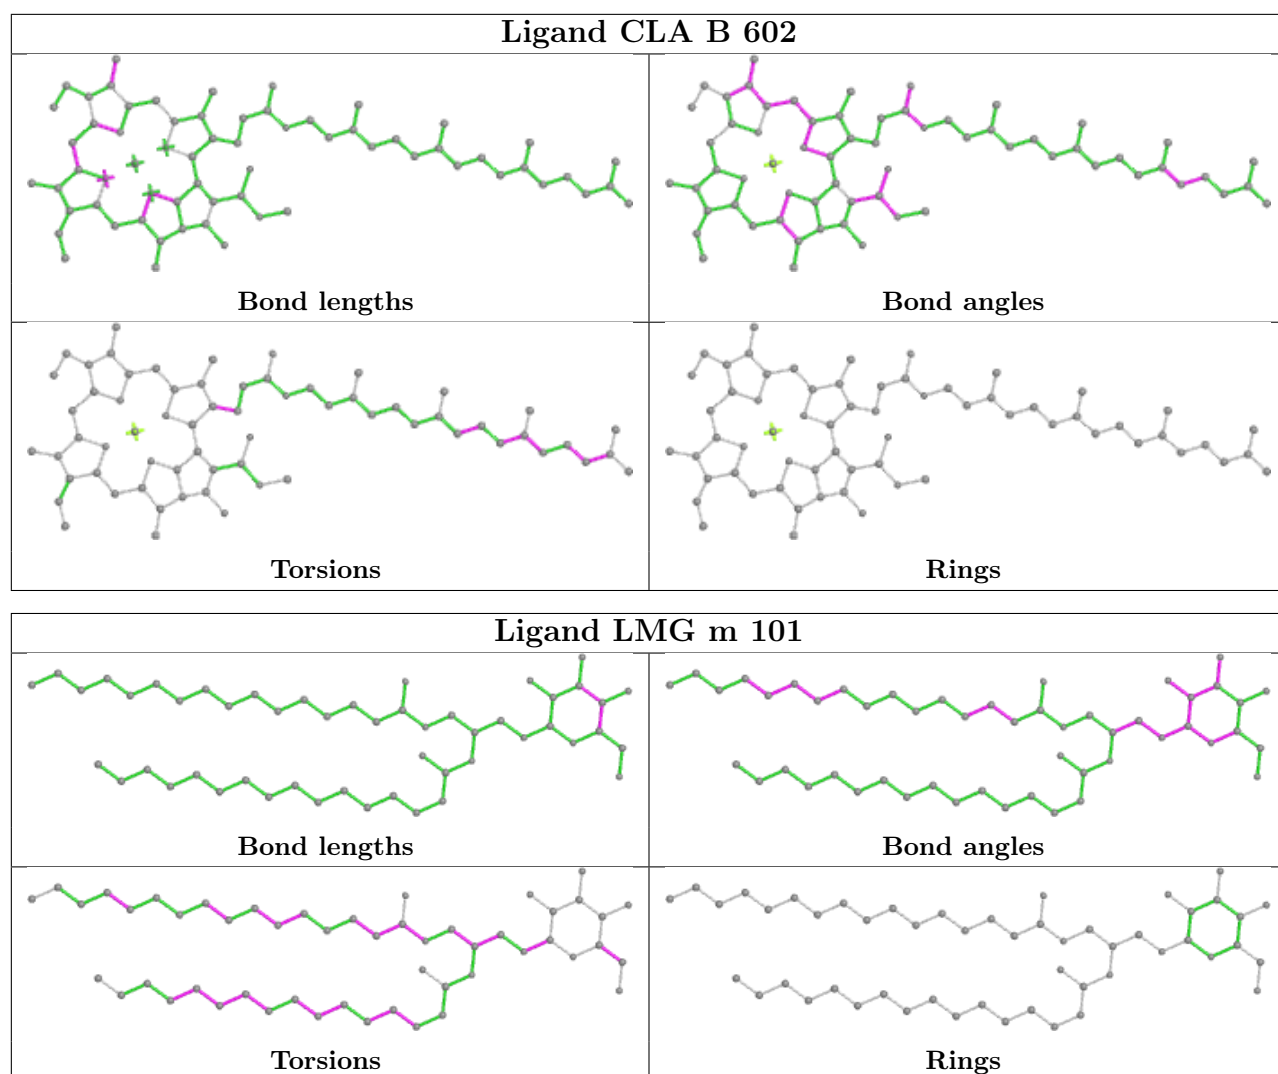 Ligand CLA B 602
Bond lengths
Bond angles
Torsions
Rings
Ligand LMG m 101
Bond lengths
Bond angles
Torsions
Rings